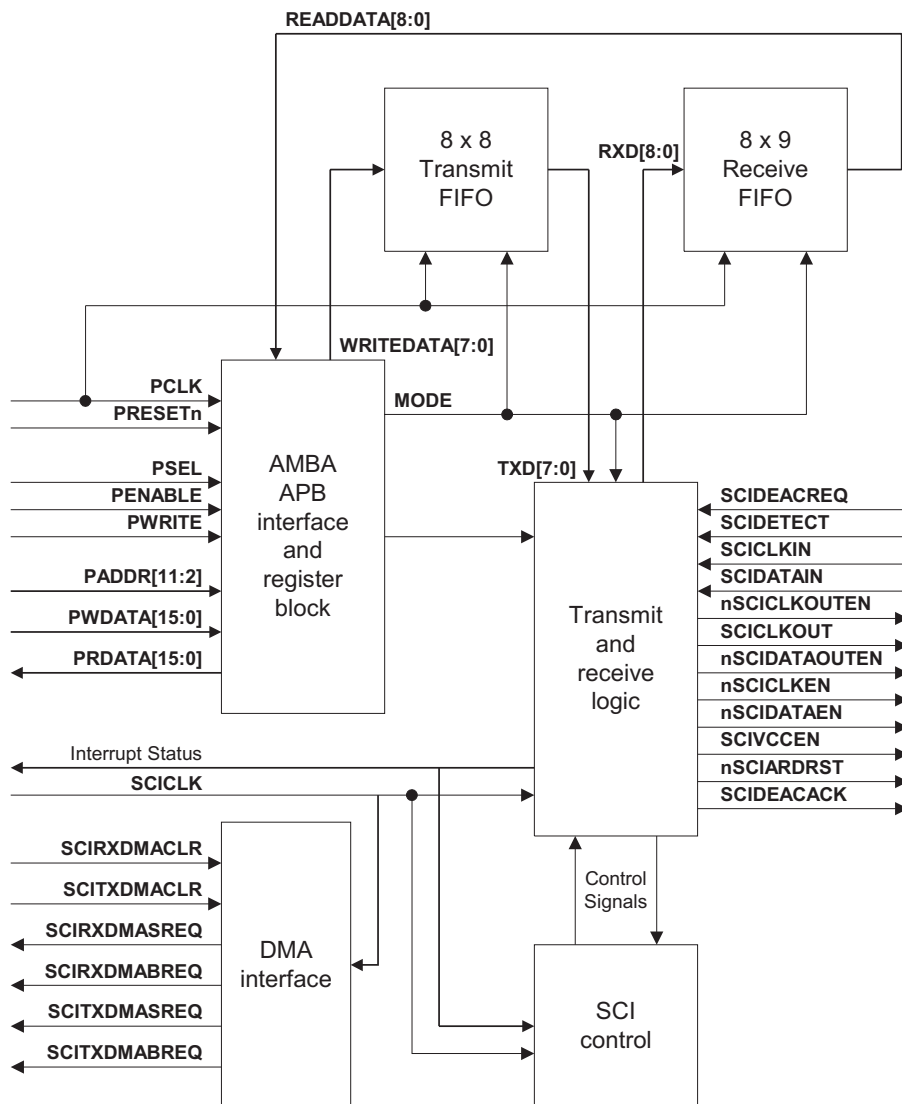 READDATA[8:0]
8 x 8
Transmit
FIFO
RXD[8:0]
8 x 9
Receive
FIFO
WRITEDATA[7:0]
PCLK
PRESETn
MODE
PSEL
PENABLE
PWRITE
PADDR[11:2]
PWDATA[15:0]
PRDATA[15:0]
AMBA
APB
interface
and
register
block
TXD[7:0]
Transmit
and
receive
logic
SCIDEACREQ
SCIDETECT
SCICLKIN
SCIDATAIN
nSCICLKOUTEN
SCICLKOUT
nSCIDATAOUTEN
nSCICLKEN
nSCIDATAEN
SCIVCCEN
nSCIARDRST
SCIDEACACK
Interrupt Status
SCICLK
SCIRXDMACLR
SCITXDMACLR
SCIRXDMASREQ
SCIRXDMABREQ
SCITXDMASREQ
SCITXDMABREQ
DMA
interface
Control
Signals
SCI
control